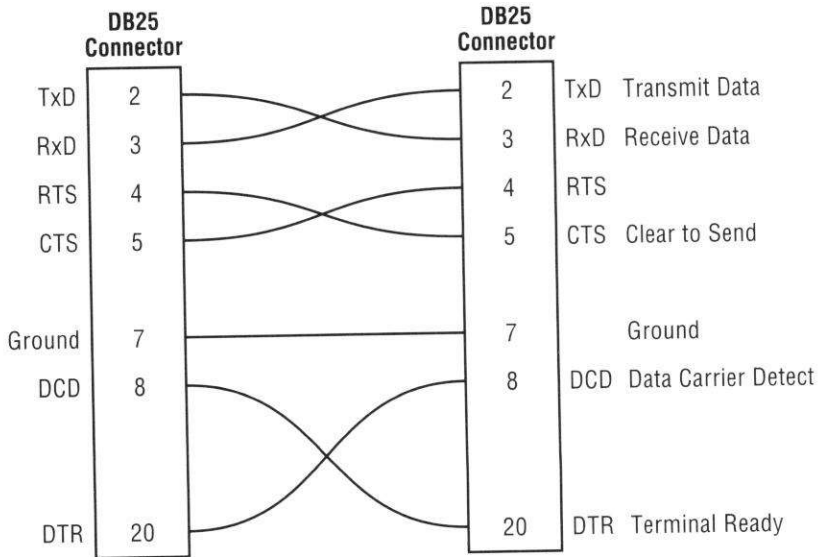 DB25
Connector
DB25
Connector
TxD 2 2 TxD Transmit Data
RxD 3 3 RxD Receive Data
RTS 4 4 RTS
CTS 5 5 CTS Clear to Send
Ground 7 7 Ground
DCD 8 8 DCD Data Carrier Detect
DTR 20 20 DTR Terminal Ready